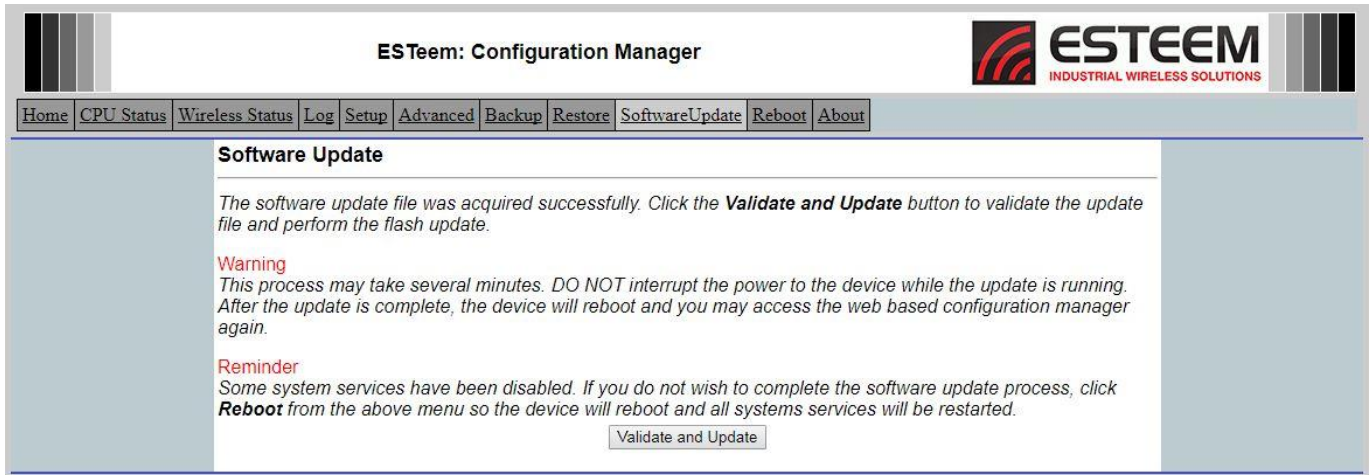 ESTeem: Configuration Manager
ESTEEM
INDUSTRIAL WIRELESS SOLUTIONS
Home CPU Status Wireless Status Log Setup Advanced Backup Restore SoftwareUpdate Reboot About
Software Update
The software update file was acquired successfully. Click the Validate and Update button to validate the update
file and perform the flash update.
Warning
This process may take several minutes. DO NOT interrupt the power to the device while the update is running.
After the update is complete, the device will reboot and you may access the web based configuration manager
again.
Reminder
Some system services have been disabled. If you do not wish to complete the software update process, click
Reboot from the above menu so the device will reboot and all systems services will be restarted.
Validate and Update